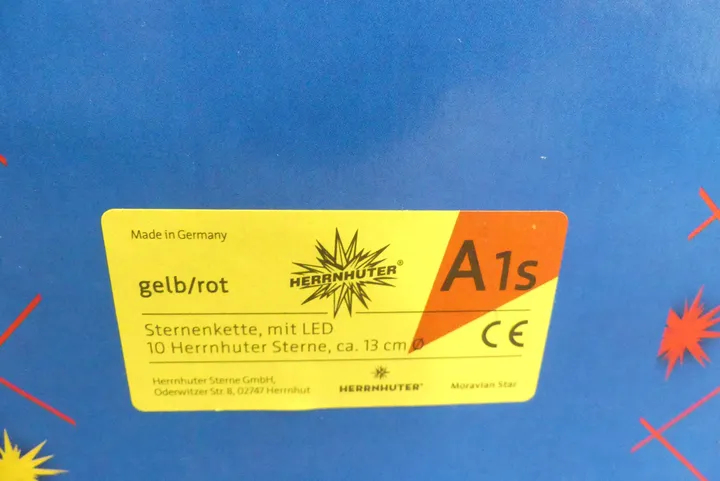 Made in Germany
gelb/rot
HERRNHUTER®
A1s
Sternenkette, mit LED
10 Herrnhuter Sterne, ca. 13 cm Ø
CE
Herrnhuter Sterne GmbH,
Oderwitzer Str. 8, 02747 Herrnhut
HERRNHUTER®
Moravian Star